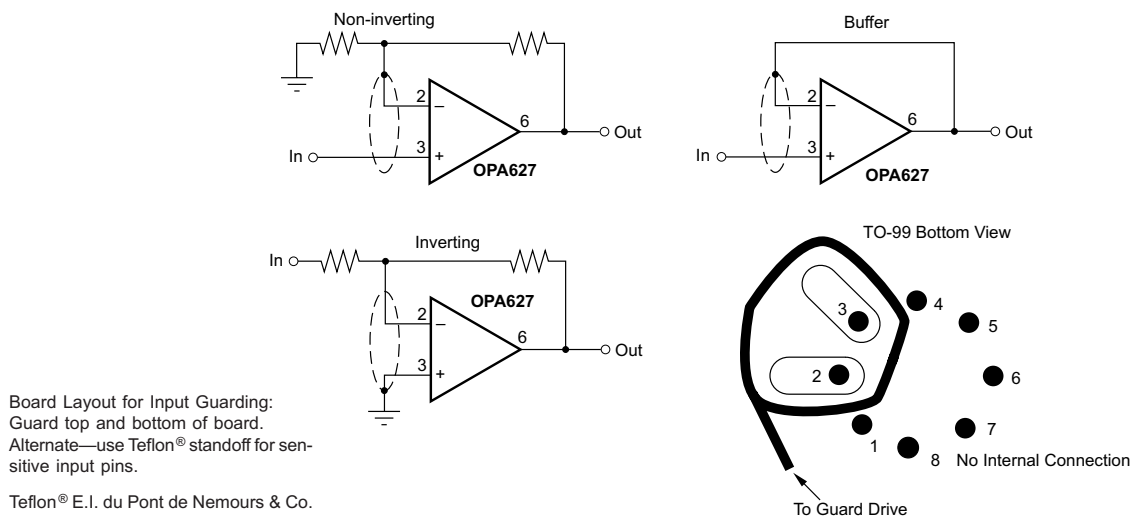 Non-inverting
2
–
6
Out
In
3
+
OPA627
Buffer
2
–
6
Out
In
3
+
OPA627
Inverting
In
OPA627
2
–
6
Out
3
+
TO-99 Bottom View
3
4
5
2
6
7
1
8
No Internal Connection
To Guard Drive
Board Layout for Input Guarding:
Guard top and bottom of board.
Alternate—use Teflon® standoff for sen-
sitive input pins.
Teflon® E.I. du Pont de Nemours & Co.